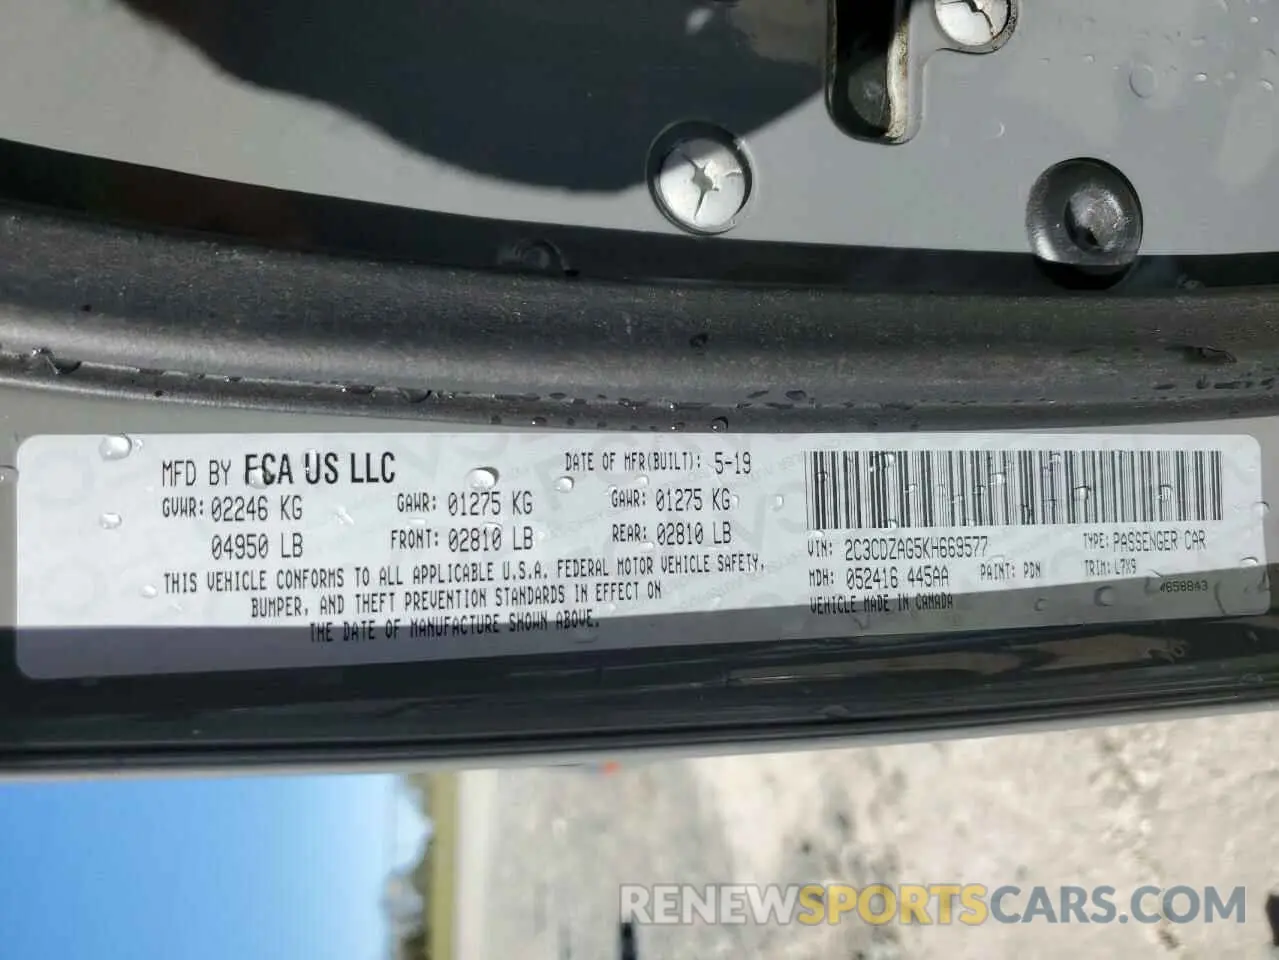 MFD BY FCA US LLC
DATE OF MFR(BUILT): 5-19
GVWR: 02246 KG
04950 LB
GAWR: 01275 KG
FRONT: 02810 LB
GAWR: 01275 KG
REAR: 02810 LB
THIS VEHICLE CONFORMS TO ALL APPLICABLE U.S.A. FEDERAL MOTOR VEHICLE SAFETY,
BUMPER, AND THEFT PREVENTION STANDARDS IN EFFECT ON
THE DATE OF MANUFACTURE SHOWN ABOVE.
VIN: 2C3CDZAG5KH669577
TYPE: PASSENGER CAR
MDH: 052416 445AA
PAINT: PDN
TRIM: L7X9
VEHICLE MADE IN CANADA
4658843
RENEWSPORTSCARS.COM